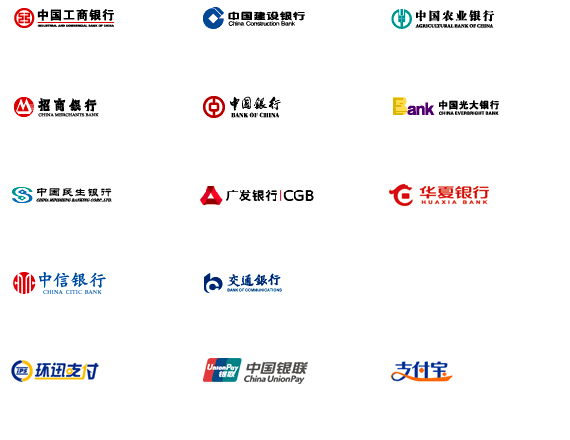 中国工商银行
INDUSTRIAL AND COMMERCIAL BANK OF CHINA
中国建设银行
China Construction Bank
中国农业银行
AGRICULTURAL BANK OF CHINA
招商银行
CHINA MERCHANTS BANK
中国银行
BANK OF CHINA
Bank
中国光大银行
CHINA EVERBRIGHT BANK
中国民生银行
CHINA MINSHENG BANKING CORP.,LTD.
广发银行|CGB
华夏银行
HUAXIA BANK
中信银行
CHINA CITIC BANK
交通銀行
BANK OF COMMUNICATIONS
IPS
环迅支付
UnionPay
银联
中国银联
China UnionPay
支付宝